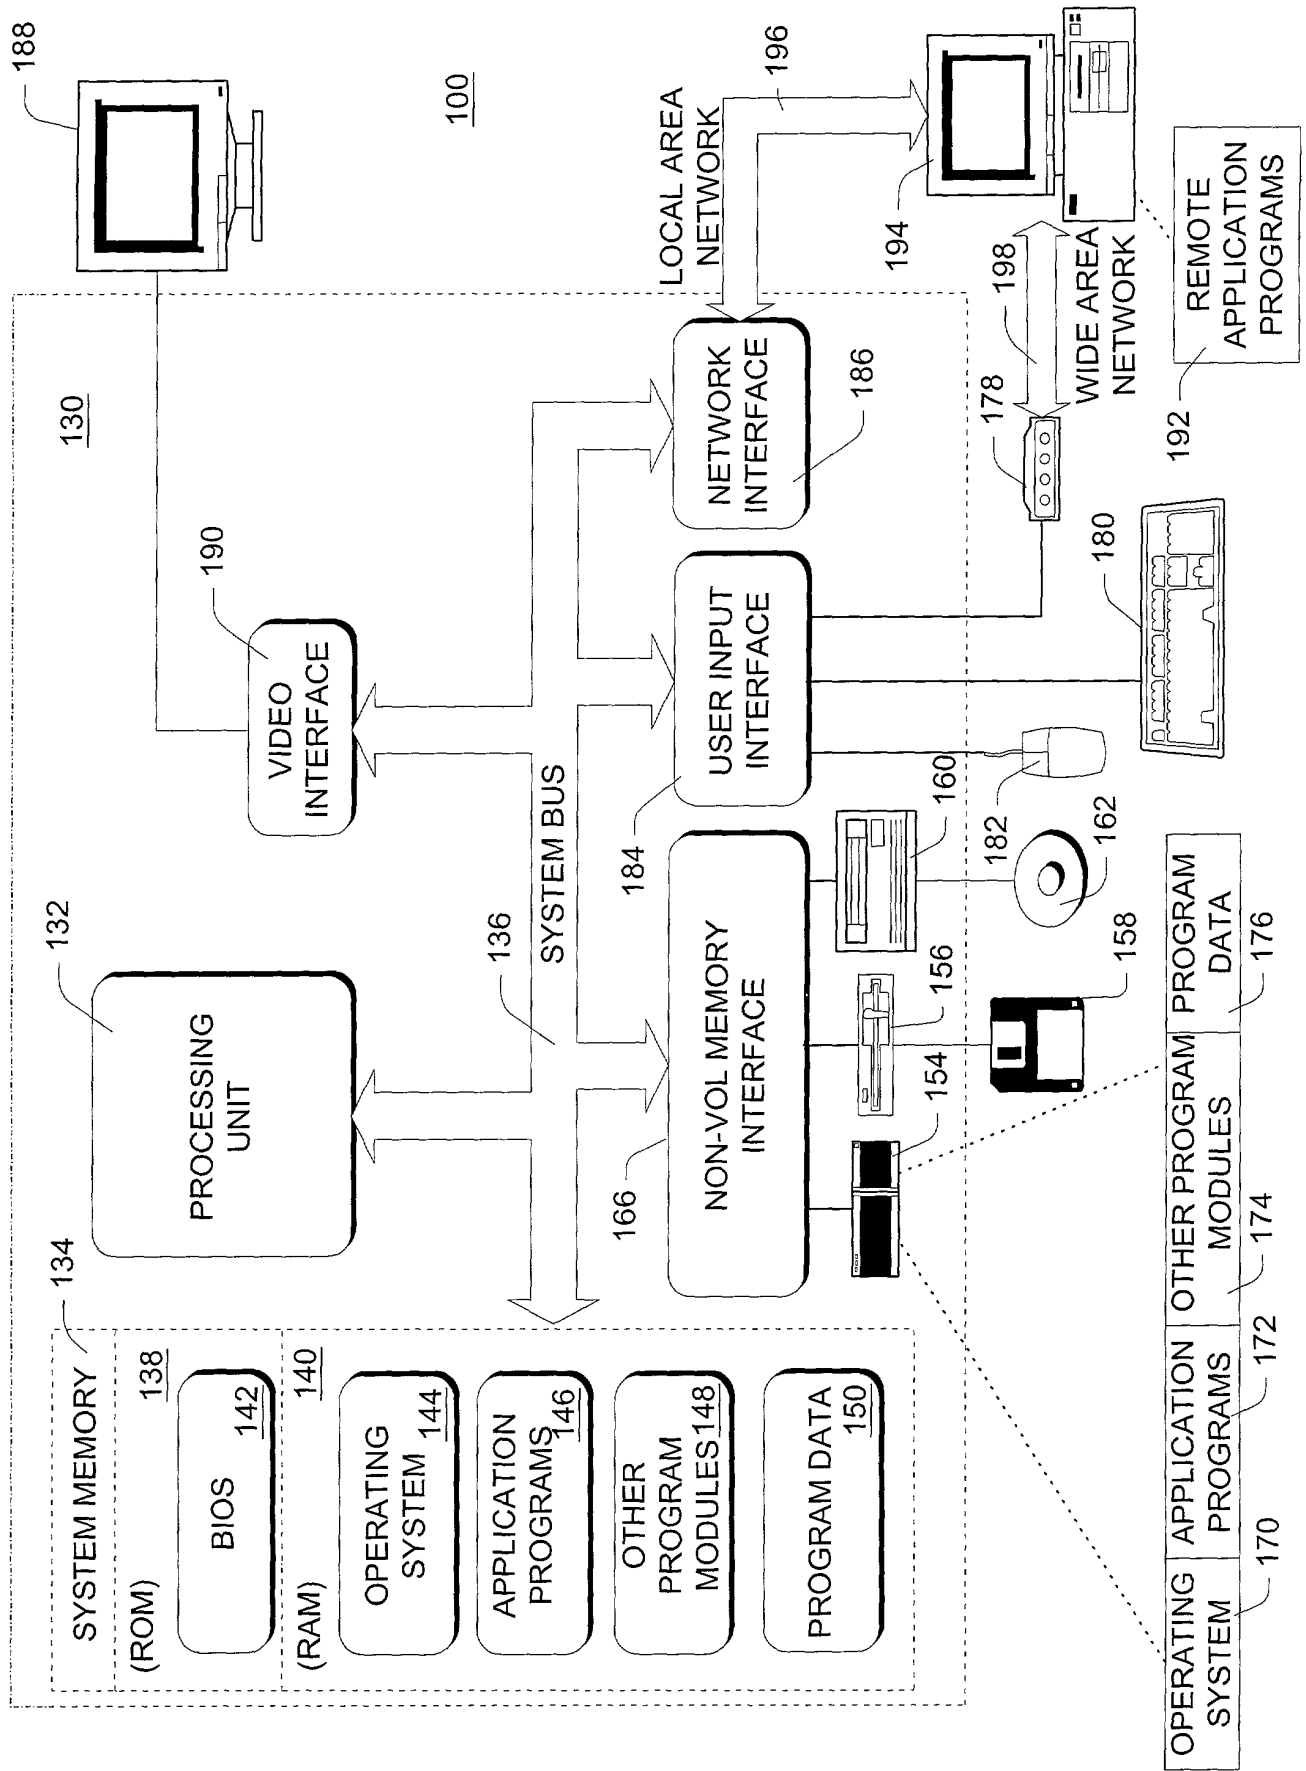 100
130
188
SYSTEM MEMORY
134
(ROM)
138
BIOS
142
(RAM)
140
OPERATING
SYSTEM
144
APPLICATION
PROGRAMS
146
OTHER
PROGRAM
MODULES
148
PROGRAM DATA
150
PROCESSING
UNIT
132
VIDEO
INTERFACE
190
136
SYSTEM BUS
166
NON-VOL MEMORY
INTERFACE
184
USER INPUT
INTERFACE
NETWORK
INTERFACE
186
LOCAL AREA
NETWORK
196
194
154
156
160
158
162
182
180
178
198
WIDE AREA
NETWORK
192
REMOTE
APPLICATION
PROGRAMS
OPERATING
SYSTEM
170
APPLICATION
PROGRAMS
172
OTHER PROGRAM
MODULES
174
PROGRAM
DATA
176